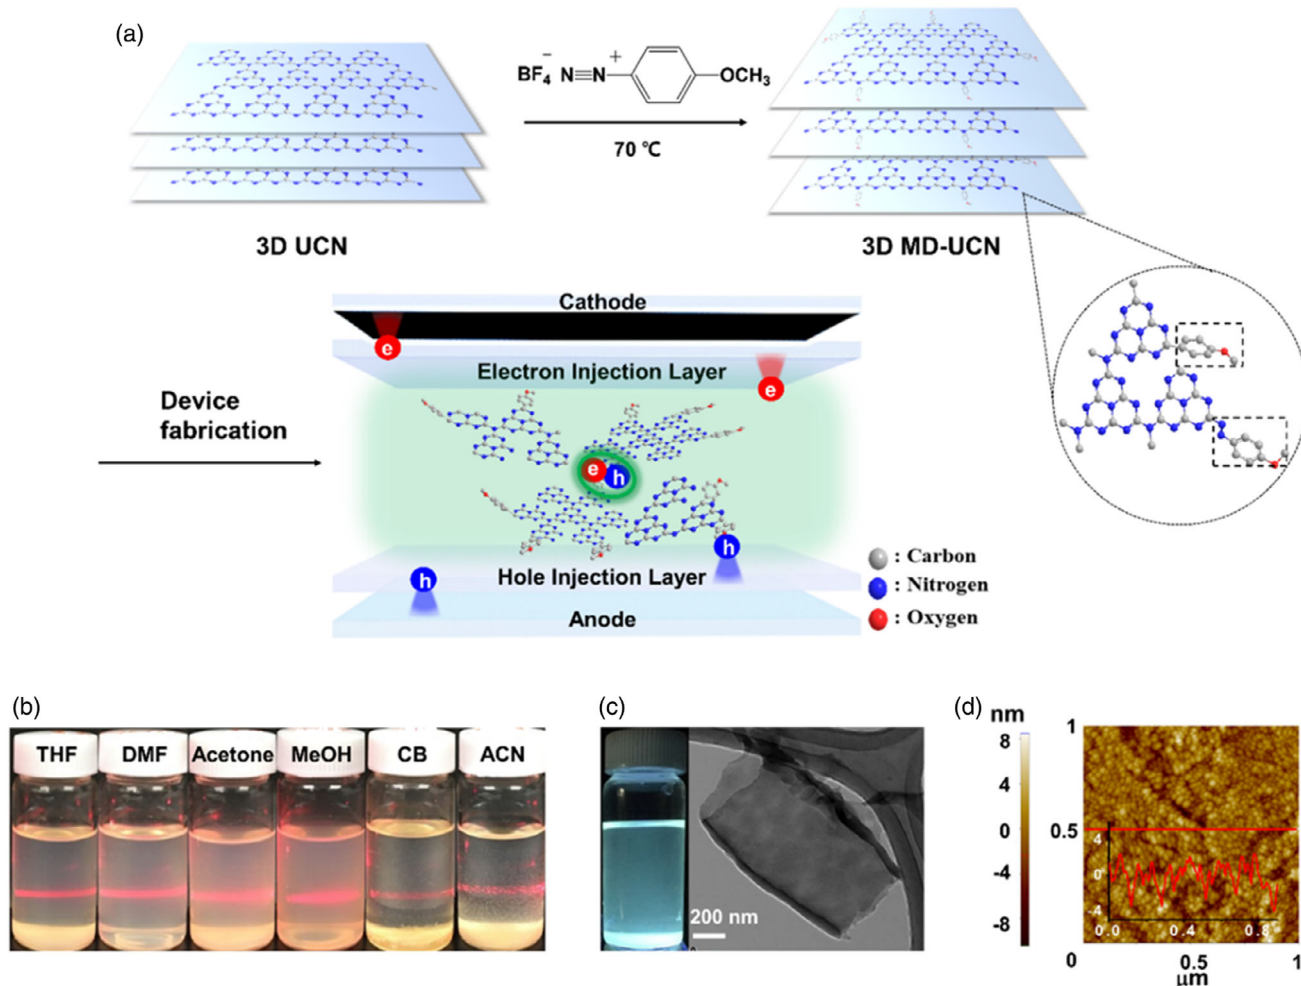 (a)
BF4 − N≡N + OCH3
70 ℃
3D UCN
3D MD-UCN
Cathode
e
Electron Injection Layer
e
Device
fabrication
e
h
h
h
Hole Injection Layer
Anode
: Carbon
: Nitrogen
: Oxygen
(b)
THF DMF Acetone MeOH CB ACN
(c)
200 nm
(d)
nm
8
4
0
-4
-8
1
0.5
0
4
0
-4
0.0 0.4 0.8
0.5 1
μm